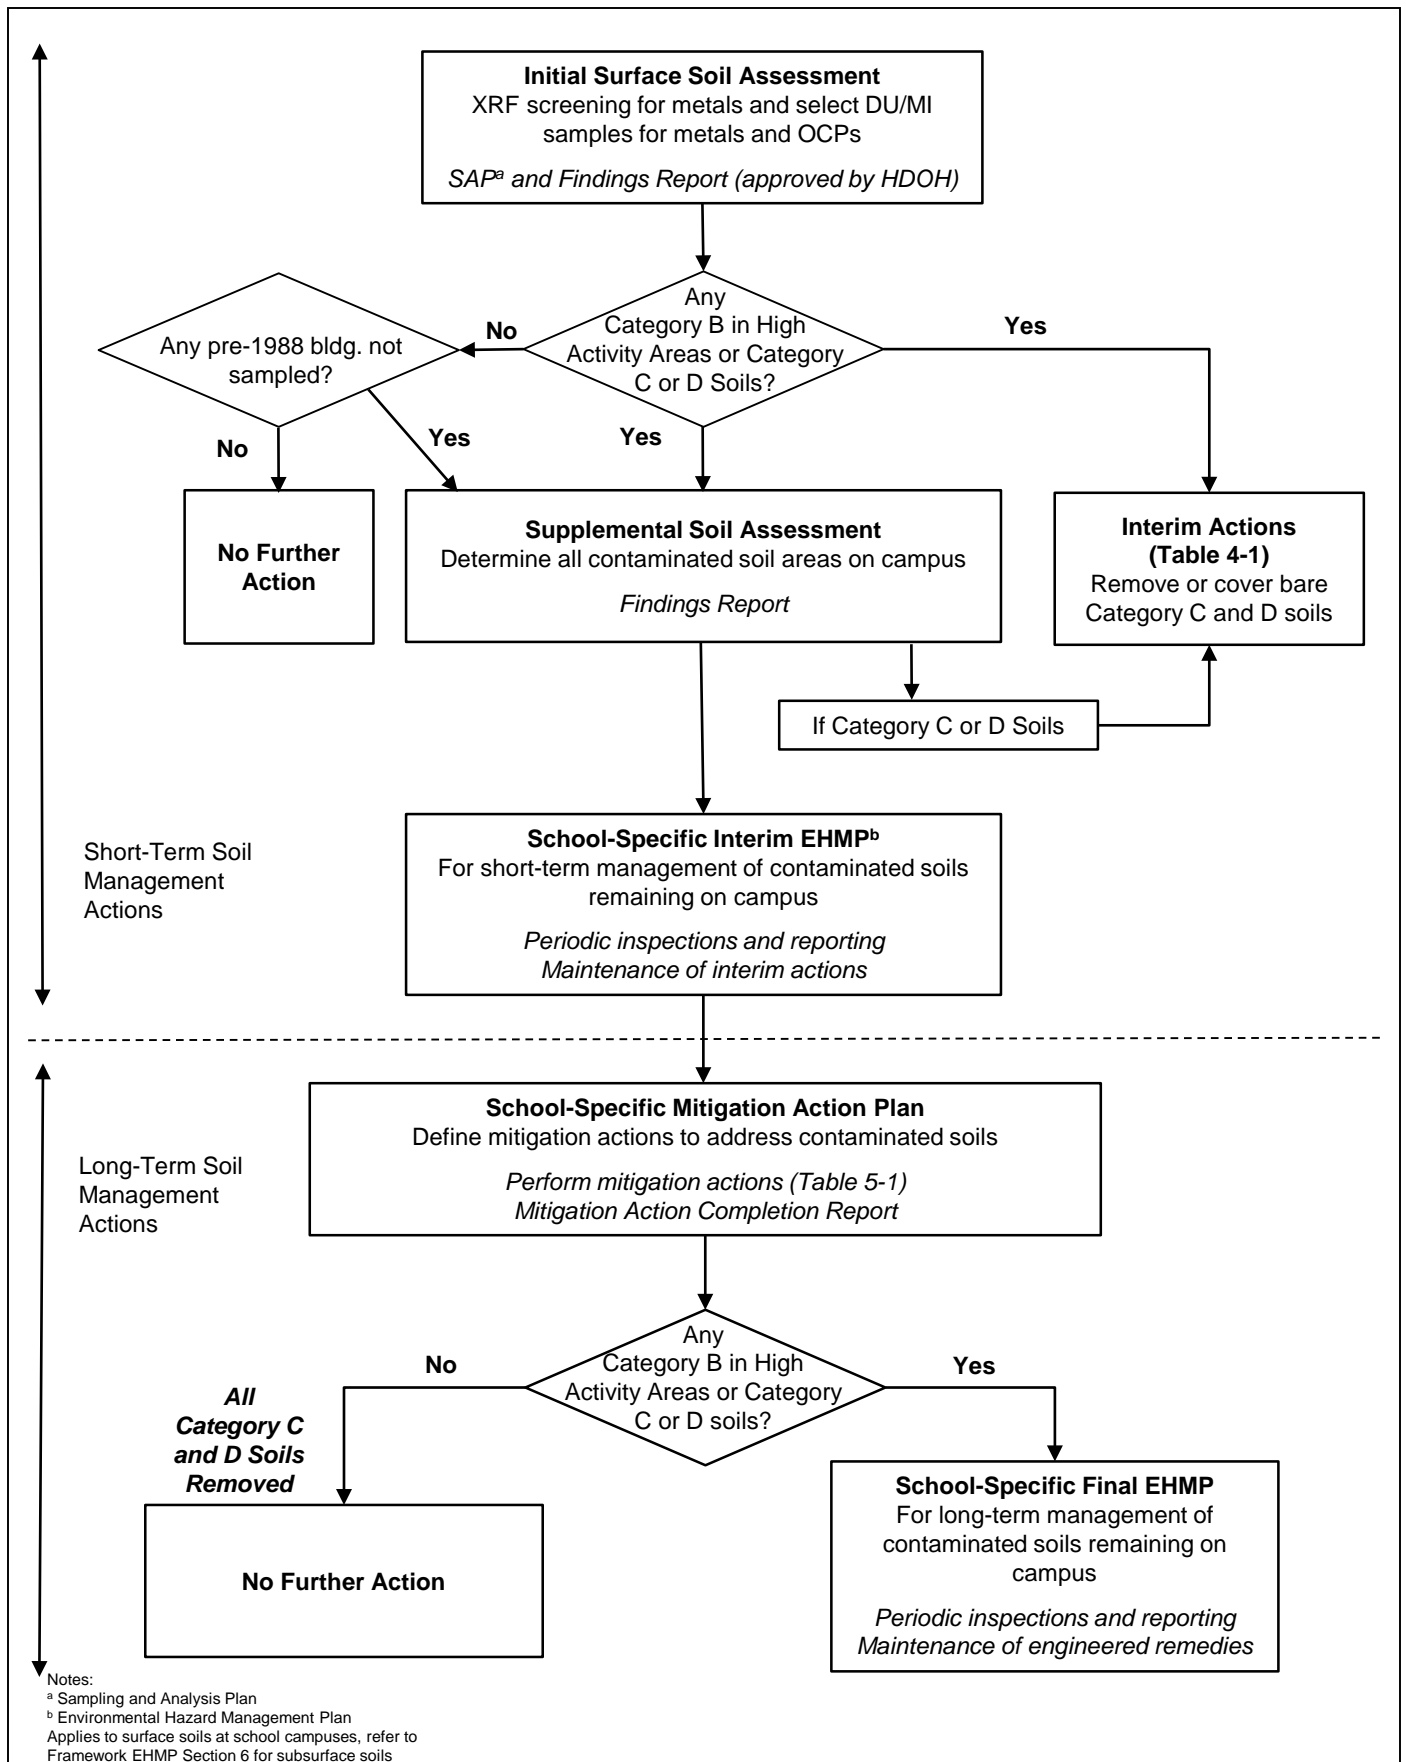 Initial Surface Soil Assessment
XRF screening for metals and select DU/MI
samples for metals and OCPs
SAPᵃ and Findings Report (approved by HDOH)
Any
Category B in High
Activity Areas or Category
C or D Soils?
No
Yes
Any pre-1988 bldg. not
sampled?
No
Yes
Yes
No Further
Action
Supplemental Soil Assessment
Determine all contaminated soil areas on campus
Findings Report
Interim Actions
(Table 4-1)
Remove or cover bare
Category C and D soils
If Category C or D Soils
School-Specific Interim EHMPᵇ
For short-term management of contaminated soils
remaining on campus
Periodic inspections and reporting
Maintenance of interim actions
Short-Term Soil
Management
Actions
School-Specific Mitigation Action Plan
Define mitigation actions to address contaminated soils
Perform mitigation actions (Table 5-1)
Mitigation Action Completion Report
Long-Term Soil
Management
Actions
Any
Category B in High
Activity Areas or Category
C or D soils?
No
Yes
All
Category C
and D Soils
Removed
No Further Action
School-Specific Final EHMP
For long-term management of
contaminated soils remaining on
campus
Periodic inspections and reporting
Maintenance of engineered remedies
Notes:
ᵃ Sampling and Analysis Plan
ᵇ Environmental Hazard Management Plan
Applies to surface soils at school campuses, refer to
Framework EHMP Section 6 for subsurface soils